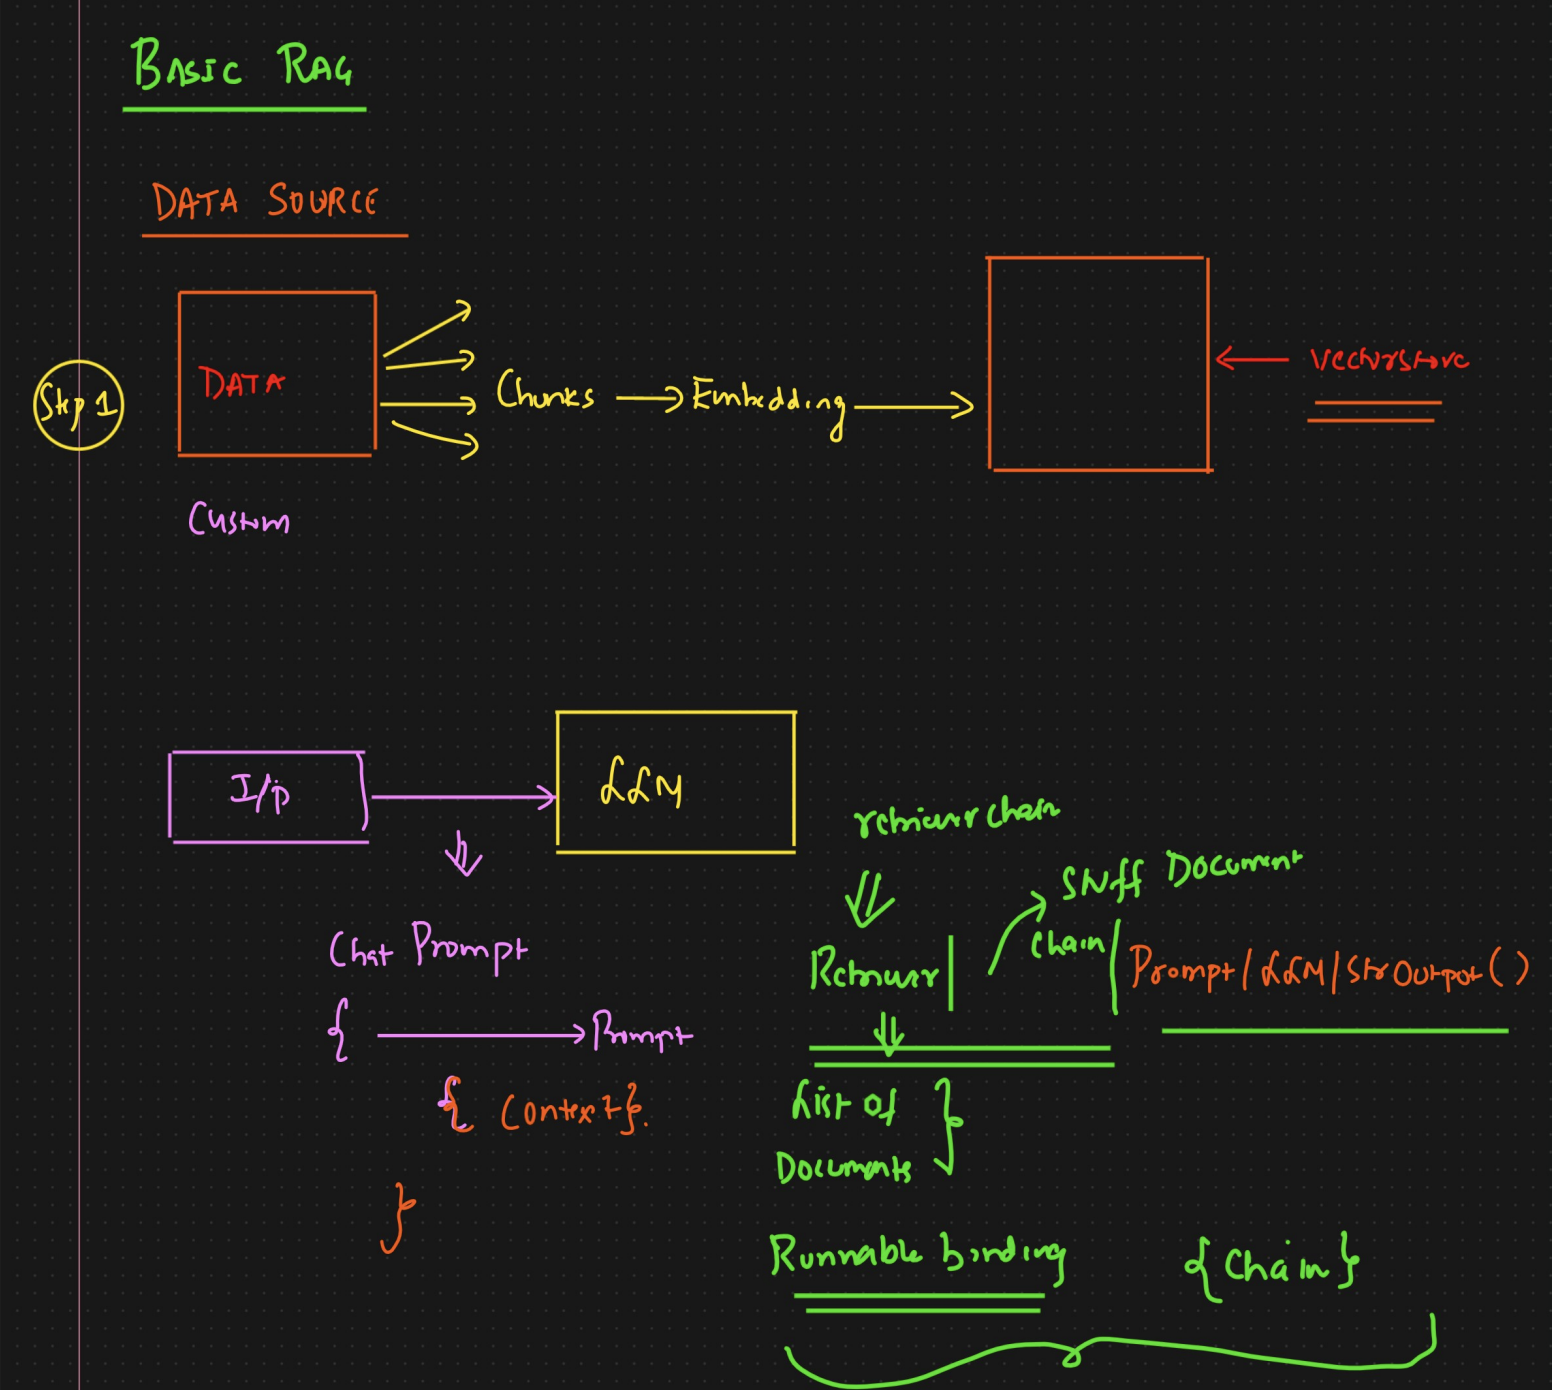 BASIC RAG
DATA SOURCE
Step 1
DATA
Chunks
Embedding
Vectorstore
Custom
I/p
LLM
retriever chain
Stuff Document
Chain
Chat Prompt
Retriever |
| Prompt / LLM / StrOutput()
{ Prompt
{ Context }.
}
List of
Documents }
Runnable binding
{ Chain }